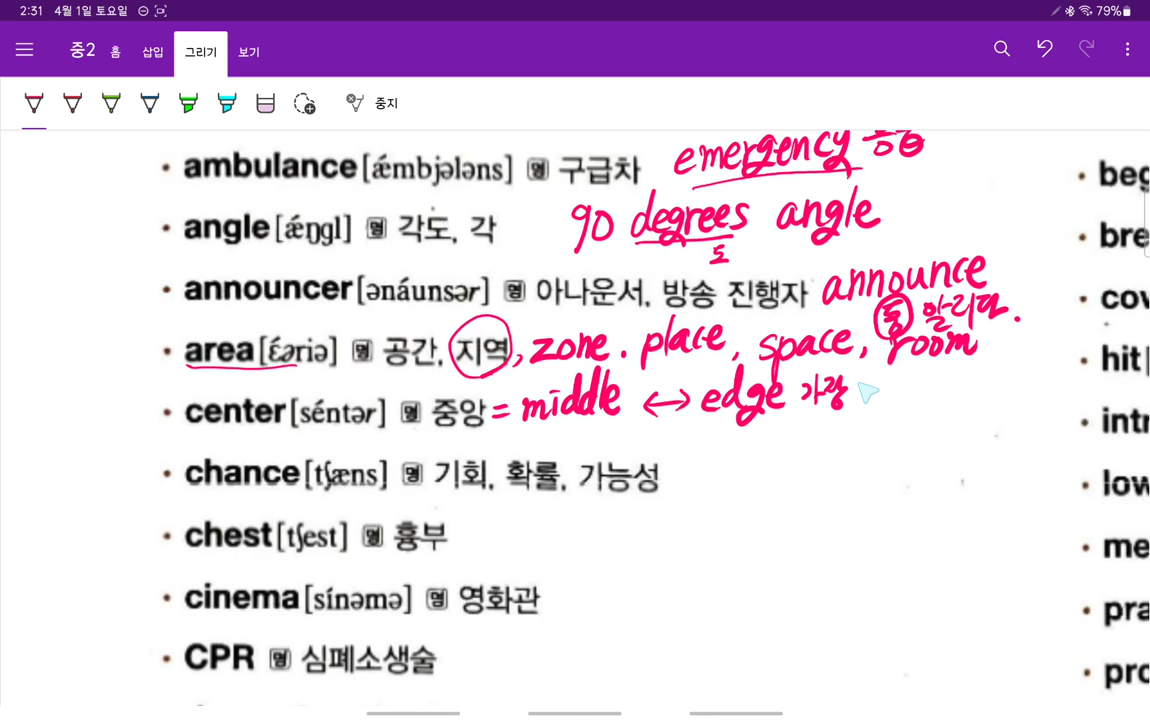 2:31 4월 1일 토요일 79%
중2 홈 삽입 그리기 보기
중지
ambulance[ǽmbjələns] 명 구급차 emergency 응급
angle[ǽŋgl] 명 각도, 각 90 degrees angle
도
announcer[ənáunsər] 명 아나운서, 방송 진행자 announce
동 알리다.
area[ɛ́əriə] 명 공간, 지역, zone. place, space, room
center[séntər] 명 중앙 = middle ↔ edge 가장
chance[tʃæns] 명 기회, 확률, 가능성
chest[tʃest] 명 흉부
cinema[sínəmə] 명 영화관
CPR 명 심폐소생술
beg
bre
cov
hit[
intr
low
me
pra
pro